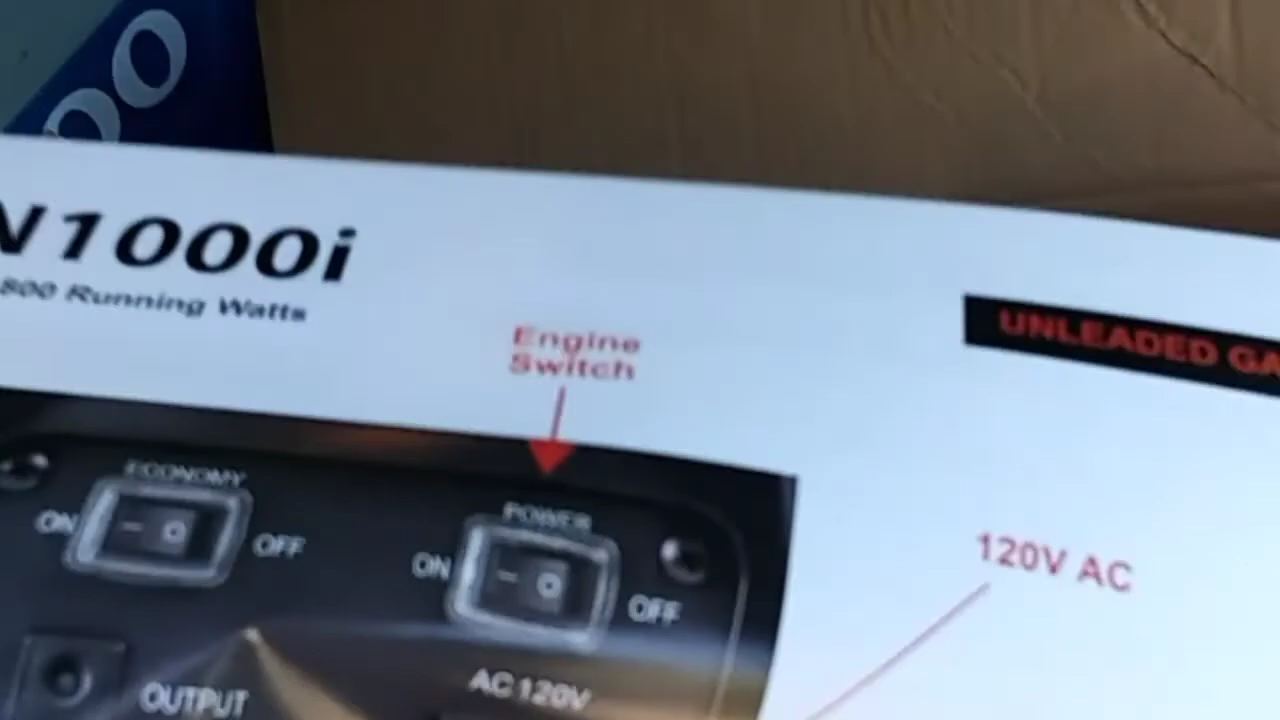 00
N1000i
800 Running Watts
Engine
Switch
UNLEADED GA
ECONOMY
ON
OFF
POWER
ON
OFF
120V AC
OUTPUT
AC 120V